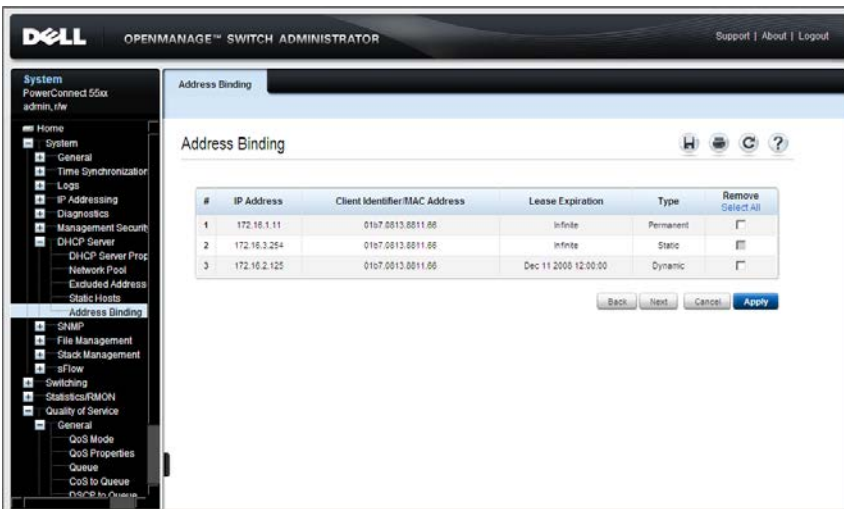 DELL OPENMANAGE™ SWITCH ADMINISTRATOR Support | About | Logout
System
PowerConnect 55xx
admin, r/w
Home
System
General
Time Synchronization
Logs
IP Addressing
Diagnostics
Management Securit
DHCP Server
DHCP Server Prop
Network Pool
Excluded Address
Static Hosts
Address Binding
SNMP
File Management
Stack Management
sFlow
Switching
Statistics/RMON
Quality of Service
General
QoS Mode
QoS Properties
Queue
CoS to Queue
DSCP to Queue
Address Binding
Address Binding
# IP Address Client Identifier/MAC Address Lease Expiration Type Remove
Select All
1 172.16.1.11 01b7.0813.8811.66 Infinite Permanent
2 172.16.3.254 01b7.0813.8811.66 Infinite Static
3 172.16.2.125 01b7.0813.8811.66 Dec 11 2008 12:00:00 Dynamic
Back Next Cancel Apply